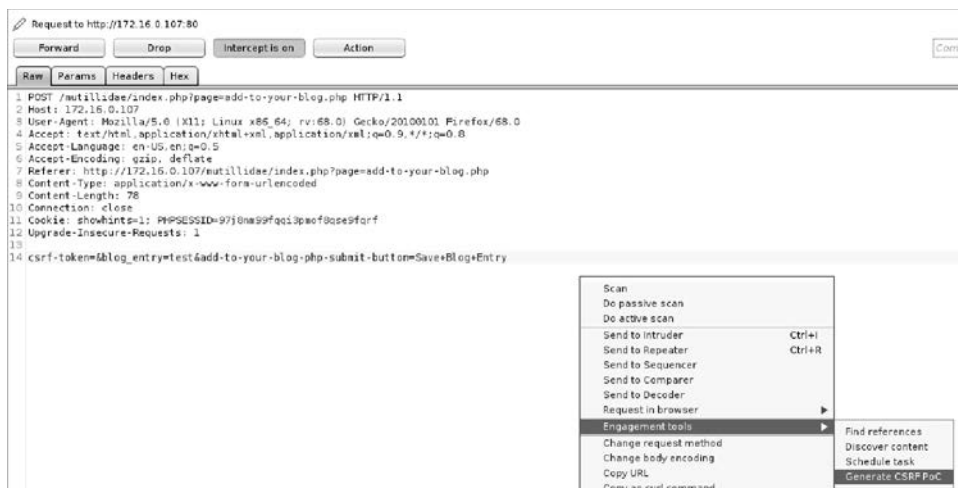 Request to http://172.16.0.107:80
Forward Drop Intercept is on Action
Raw Params Headers Hex
1 POST /mutillidae/index.php?page=add-to-your-blog.php HTTP/1.1
2 Host: 172.16.0.107
3 User-Agent: Mozilla/5.0 (X11; Linux x86_64; rv:68.0) Gecko/20100101 Firefox/68.0
4 Accept: text/html,application/xhtml+xml,application/xml;q=0.9,*/*;q=0.8
5 Accept-Language: en-US,en;q=0.5
6 Accept-Encoding: gzip, deflate
7 Referer: http://172.16.0.107/mutillidae/index.php?page=add-to-your-blog.php
8 Content-Type: application/x-www-form-urlencoded
9 Content-Length: 78
10 Connection: close
11 Cookie: showhints=1;
12 Upgrade-Insecure-Requests: 1
13
14 csrf-token=&blog_entry=test&add-to-your-blog-php-submit-button=Save+Blog+Entry
Scan
Do passive scan
Do active scan
Send to Intruder Ctrl+I
Send to Repeater Ctrl+R
Send to Sequencer
Send to Comparer
Send to Decoder
Request in browser
Engagement tools
Change request method
Change body encoding
Copy URL
Copy as curl command
Find references
Discover content
Schedule task
Generate CSRF PoC